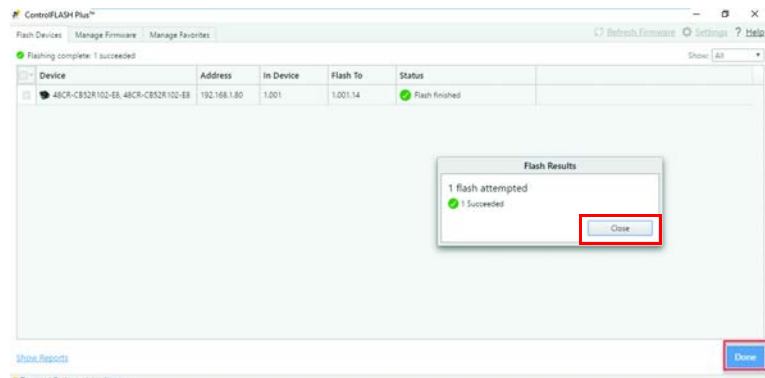 ControlFLASH Plus™
Flash Devices Manage Firmware Manage Favorites Refresh Firmware Settings ? Help
Flashing complete: 1 succeeded Show: All
Device Address In Device Flash To Status
48CR-CB52R102-E8, 48CR-CB52R102-E8 192.168.1.80 1.001 1.001.14 Flash finished
Flash Results
1 flash attempted
1 Succeeded
Close
Show Reports Done